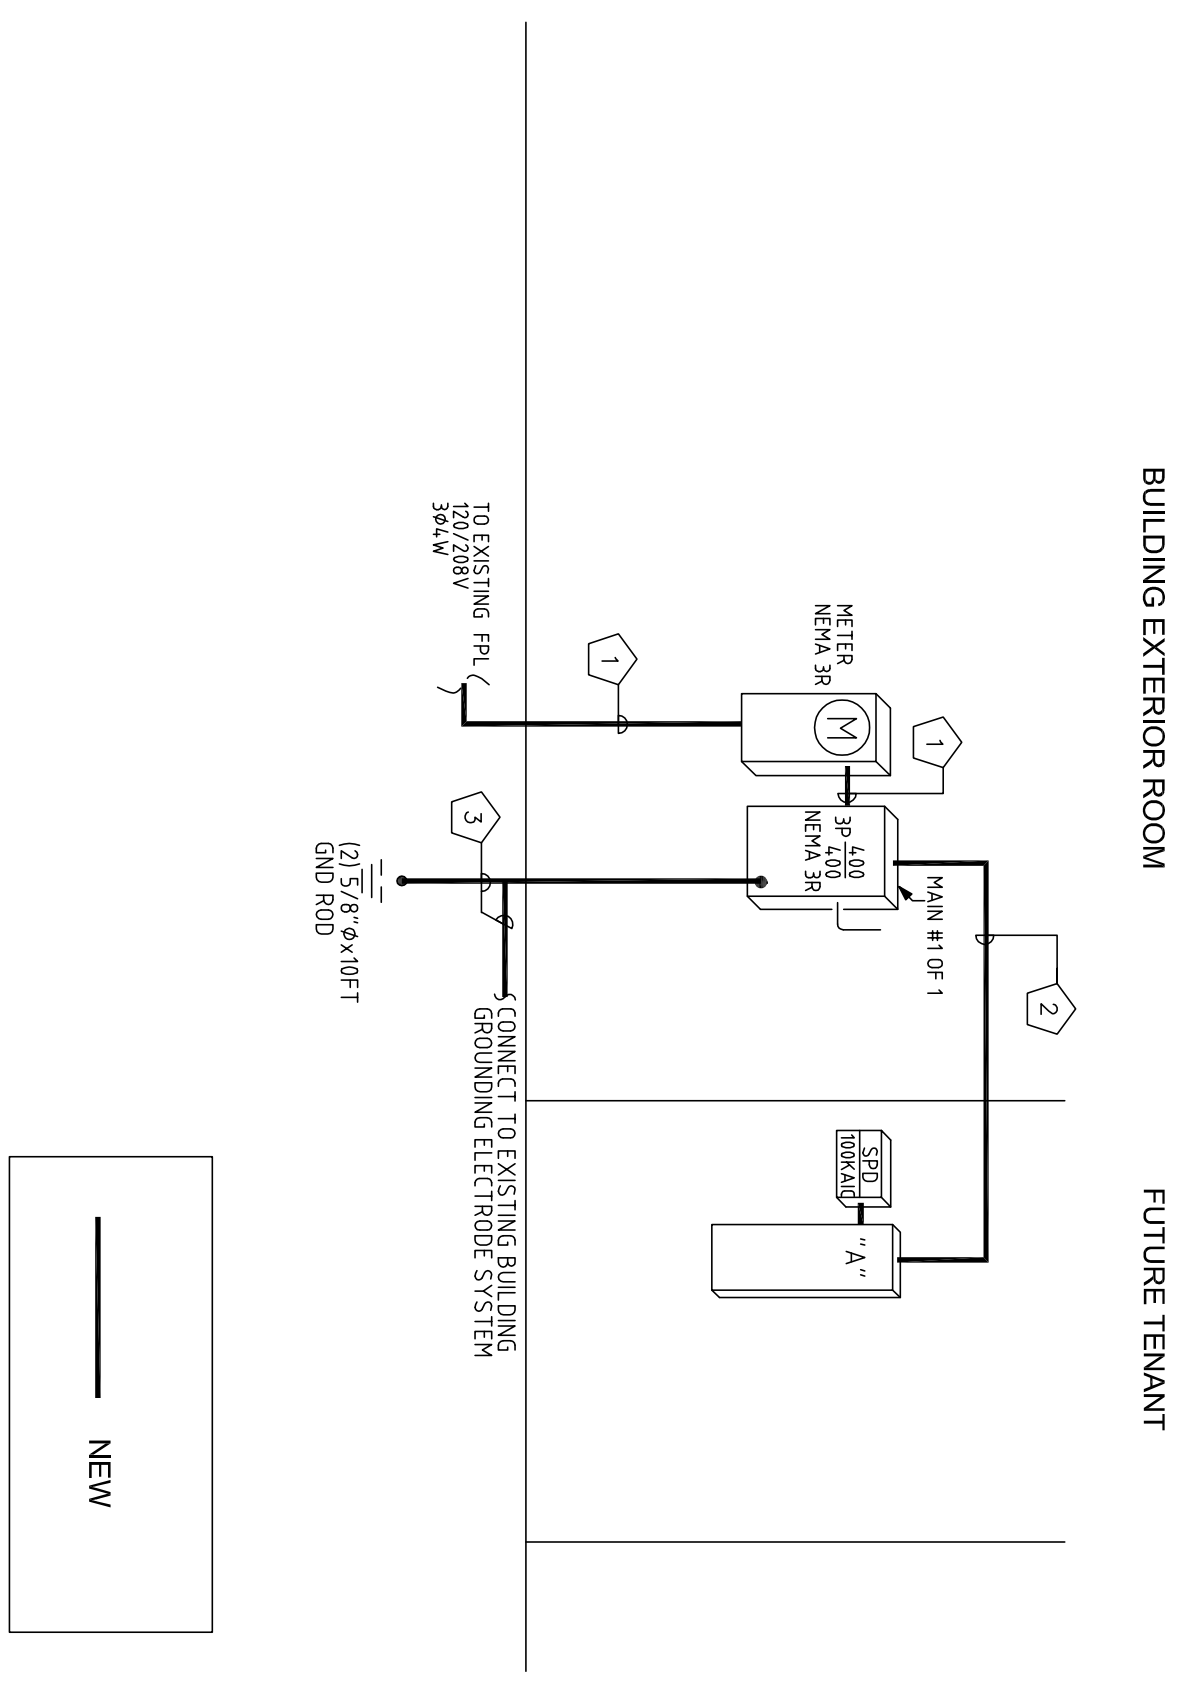 BUILDING EXTERIOR ROOM
FUTURE TENANT
2
1
MAIN #1 OF 1
METER
NEMA 3R
M
3P 400
400
NEMA 3R
SPD
100KAIC
"A"
1
TO EXISTING FPL
120/208V
3φ4W
3
CONNECT TO EXISTING BUILDING
GROUNDING ELECTRODE SYSTEM
(2) 5/8"φx10FT
GND ROD
NEW